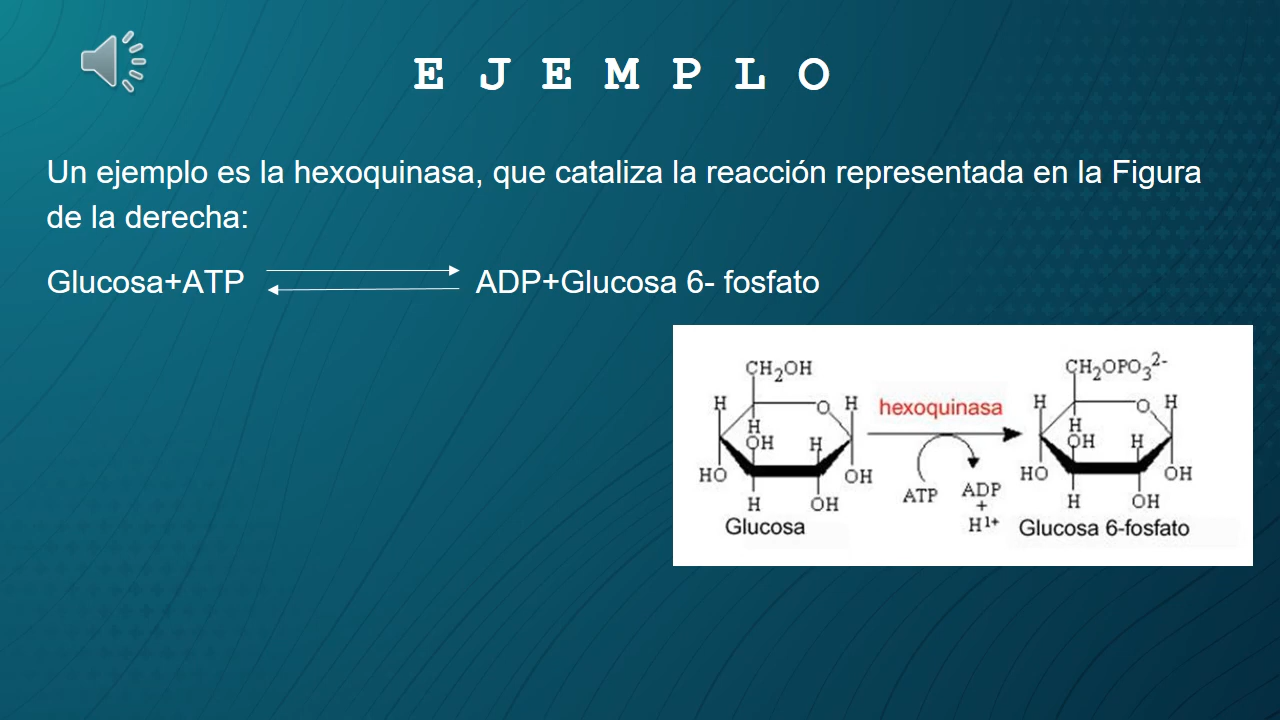 E J E M P L O
Un ejemplo es la hexoquinasa, que cataliza la reacción representada en la Figura
de la derecha:
Glucosa+ATP ADP+Glucosa 6- fosfato
CH2OH
H
O
H
H
OH
H
HO
OH
H
OH
Glucosa
hexoquinasa
ATP
ADP
+
H1+
CH2OPO3 2-
H
O
H
H
OH
H
HO
OH
H
OH
Glucosa 6-fosfato